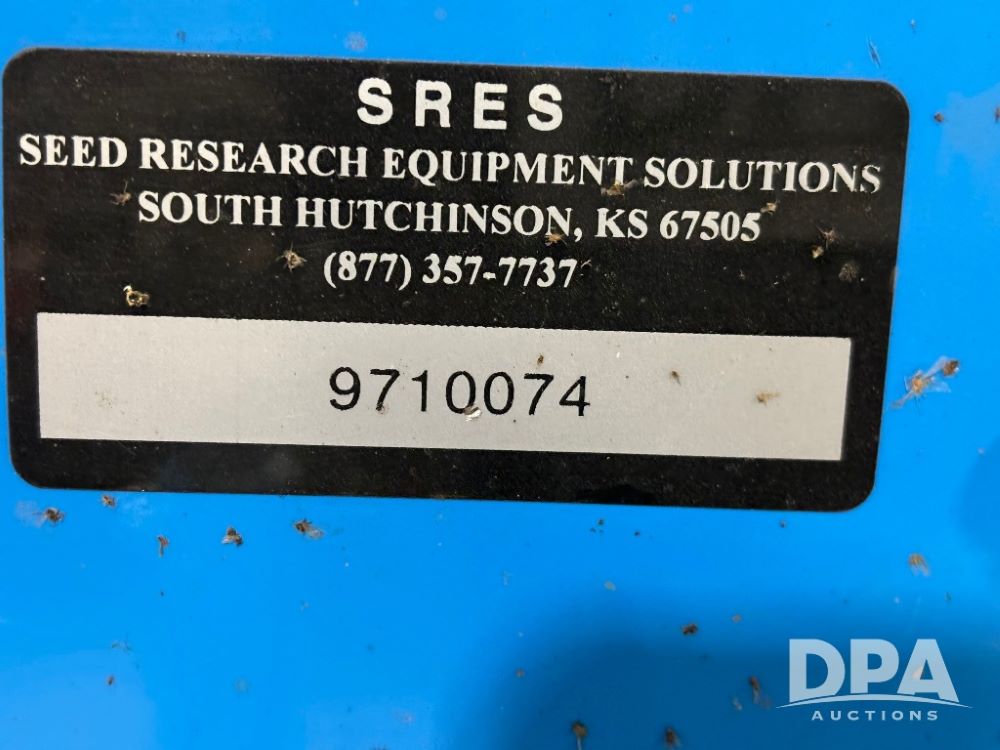 SRES
SEED RESEARCH EQUIPMENT SOLUTIONS
SOUTH HUTCHINSON, KS 67505
(877) 357-7737
9710074
DPA
AUCTIONS